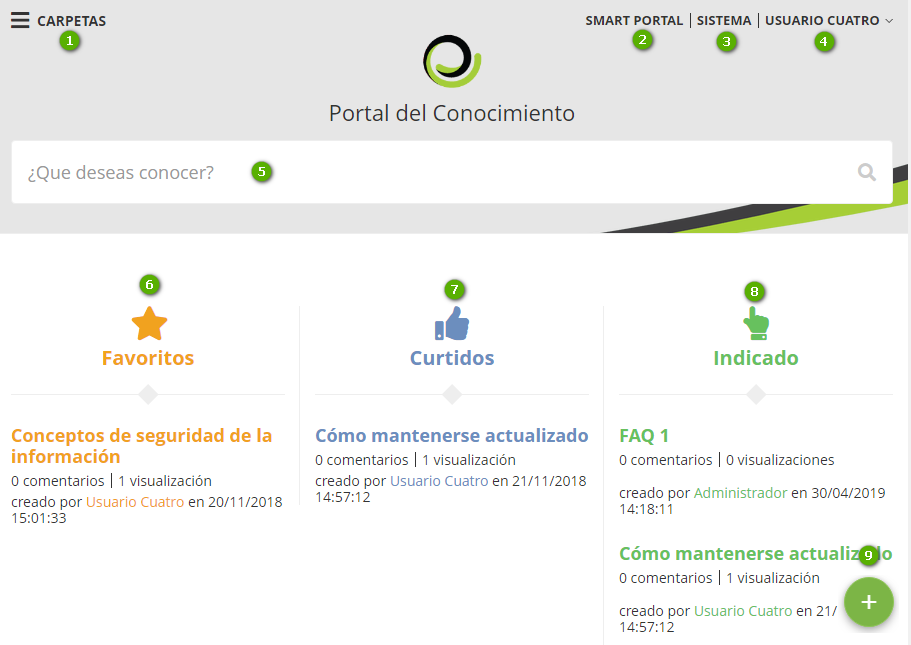 CARPETAS
SMART PORTAL | SISTEMA | USUARIO CUATRO
1
2
3
4
Portal del Conocimiento
¿Que deseas conocer?
5
6
7
8
Favoritos
Curtidos
Indicado
Conceptos de seguridad de la
información
0 comentarios | 1 visualización
creado por Usuario Cuatro en 20/11/2018
15:01:33
Cómo mantenerse actualizado
0 comentarios | 1 visualización
creado por Usuario Cuatro en 21/11/2018
14:57:12
FAQ 1
0 comentarios | 0 visualizaciones
creado por Administrador en 30/04/2019
14:18:11
Cómo mantenerse actualizado
9
0 comentarios | 1 visualización
creado por Usuario Cuatro en 21/
14:57:12
+